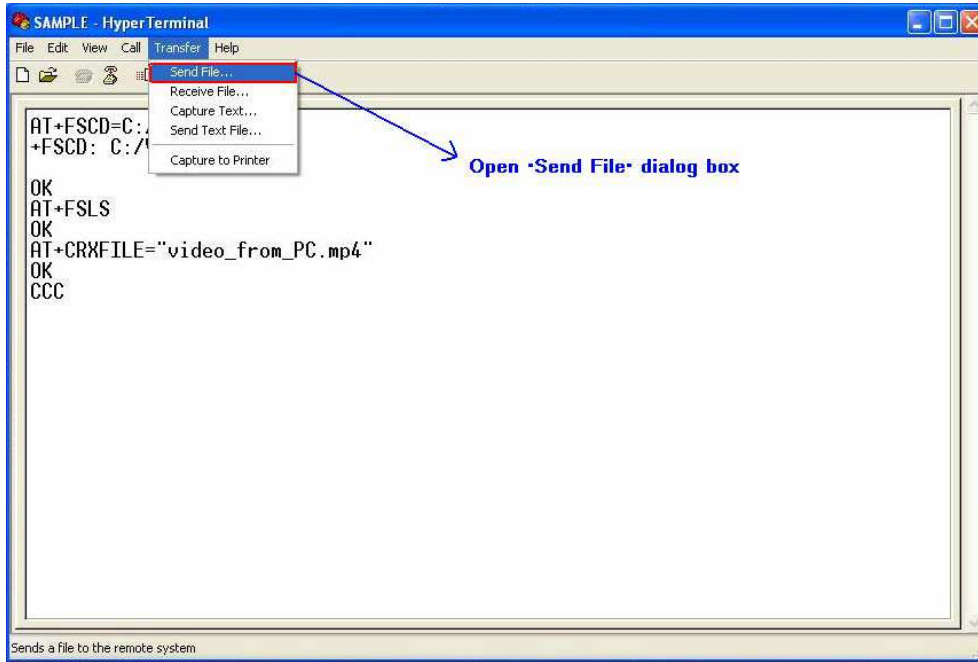 SAMPLE - HyperTerminal
File Edit View Call Transfer Help
Send File...
Receive File...
Capture Text...
Send Text File...
Capture to Printer
Open "Send File" dialog box
AT+FSCD=C:/
+FSCD: C:/
OK
AT+FSLS
OK
AT+CRXFILE="video_from_PC.mp4"
OK
CCC
Sends a file to the remote system